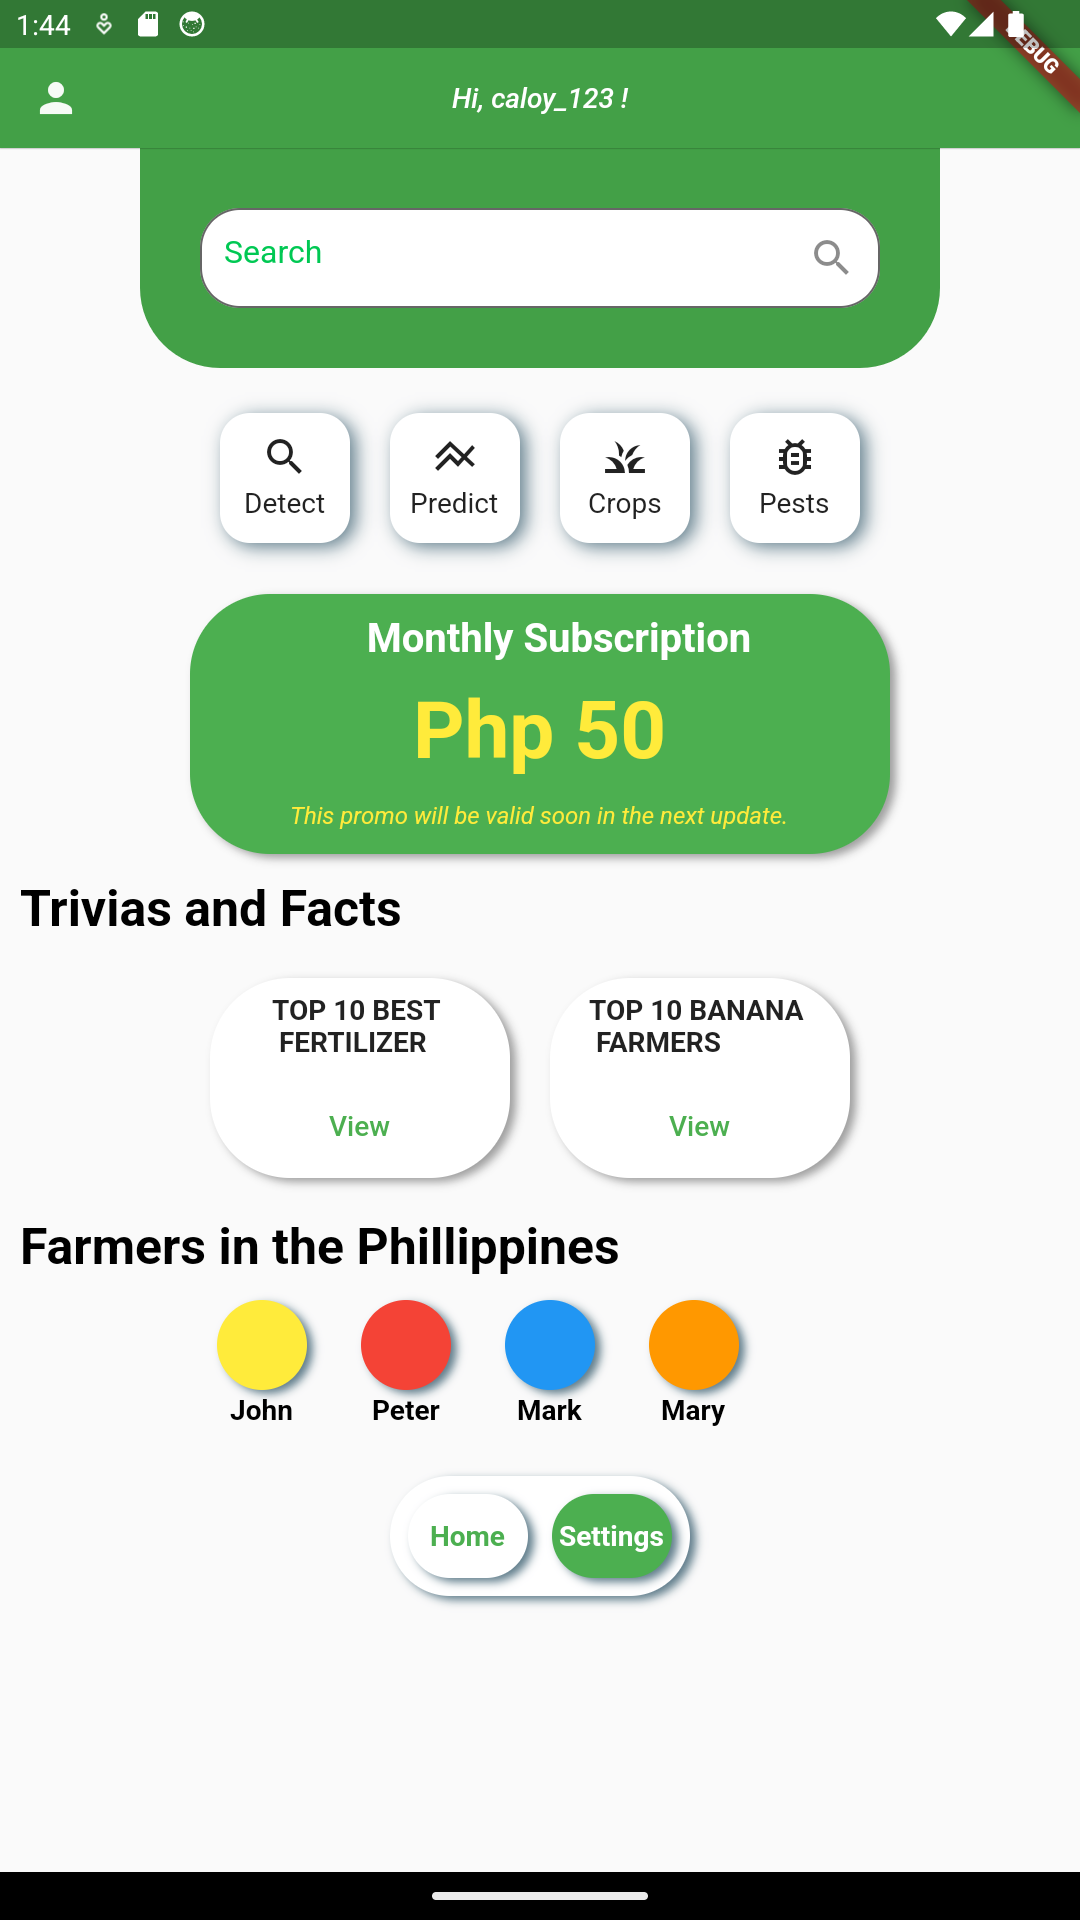 1:44
DEBUG
Hi, caloy_123 !
Search
Detect
Predict
Crops
Pests
Monthly Subscription
Php 50
This promo will be valid soon in the next update.
Trivias and Facts
TOP 10 BEST
FERTILIZER
View
TOP 10 BANANA
FARMERS
View
Farmers in the Phillippines
John
Peter
Mark
Mary
Home
Settings